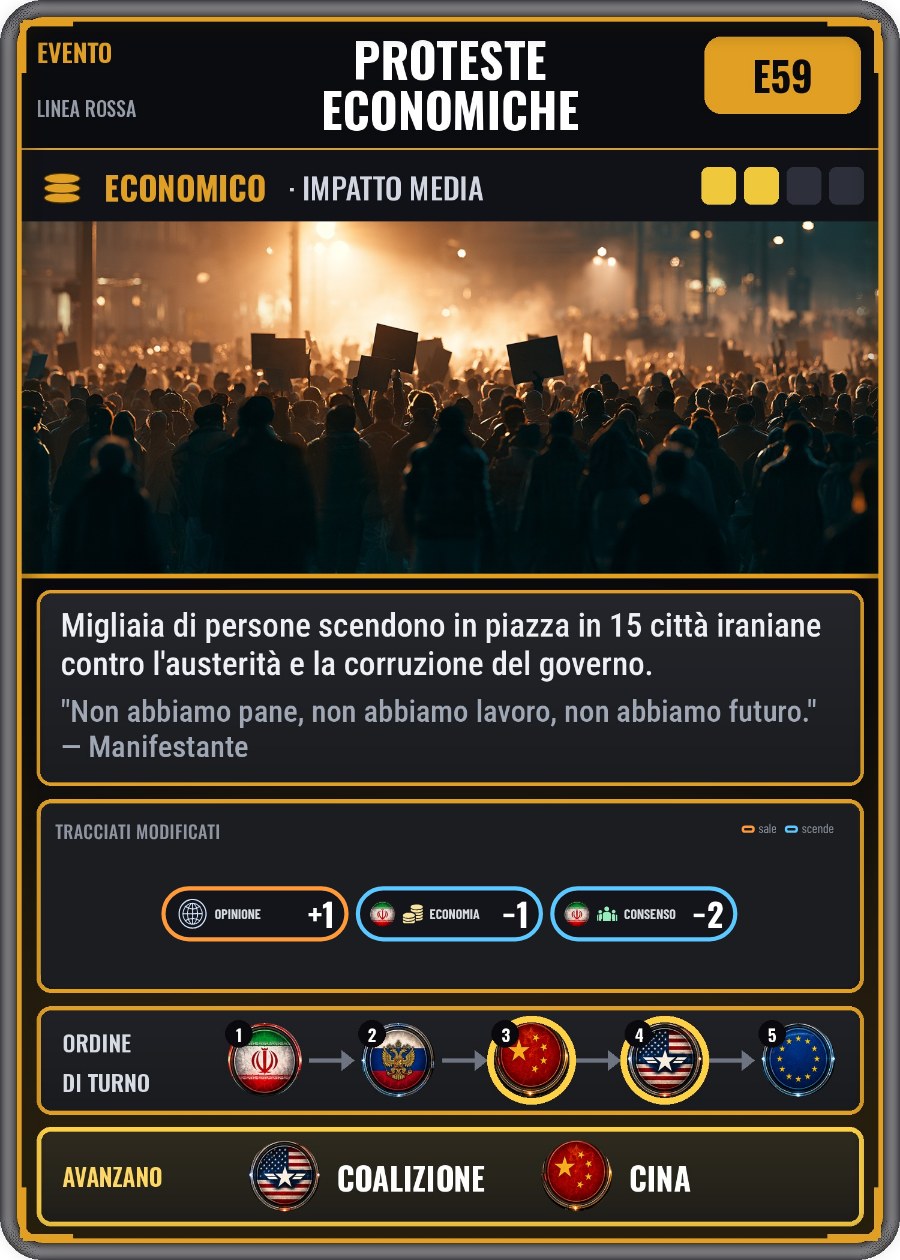 EVENTO
LINEA ROSSA
PROTESTE
ECONOMICHE
E59
ECONOMICO · IMPATTO MEDIA
Migliaia di persone scendono in piazza in 15 città iraniane
contro l'austerità e la corruzione del governo.
"Non abbiamo pane, non abbiamo lavoro, non abbiamo futuro."
— Manifestante
TRACCIATI MODIFICATI
sale scende
OPINIONE +1 ECONOMIA -1 CONSENSO -2
ORDINE
DI TURNO
1 2 3 4 5
AVANZANO COALIZIONE CINA